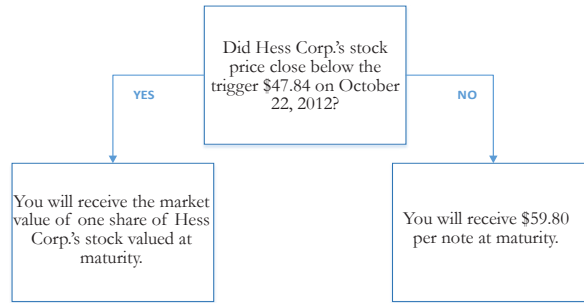 Did Hess Corp.'s stock
price close below the
trigger $47.84 on October
22, 2012?
YES
NO
You will receive the market
value of one share of Hess
Corp.'s stock valued at
maturity.
You will receive $59.80
per note at maturity.